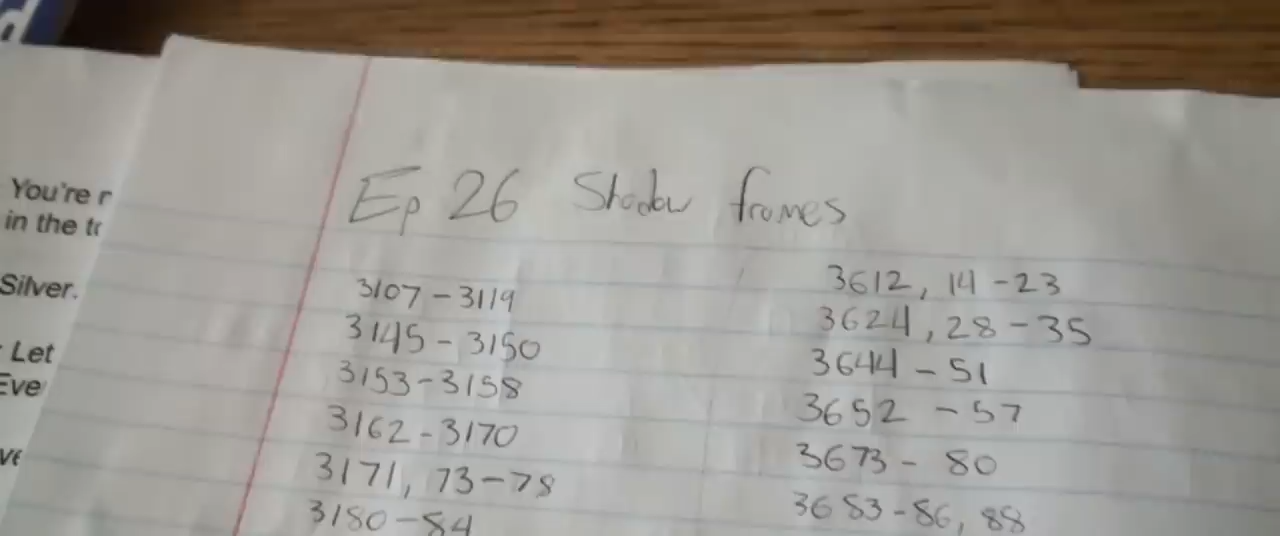 You're
in the
Silver.
Let
Ep 26 Shadow frames
3107-3119
3145-3150
3153-3158
3162-3170
3171, 73-78
3180-84
3612, 14-23
3624, 28-35
3644-51
3652-57
3673-80
3683-86, 88